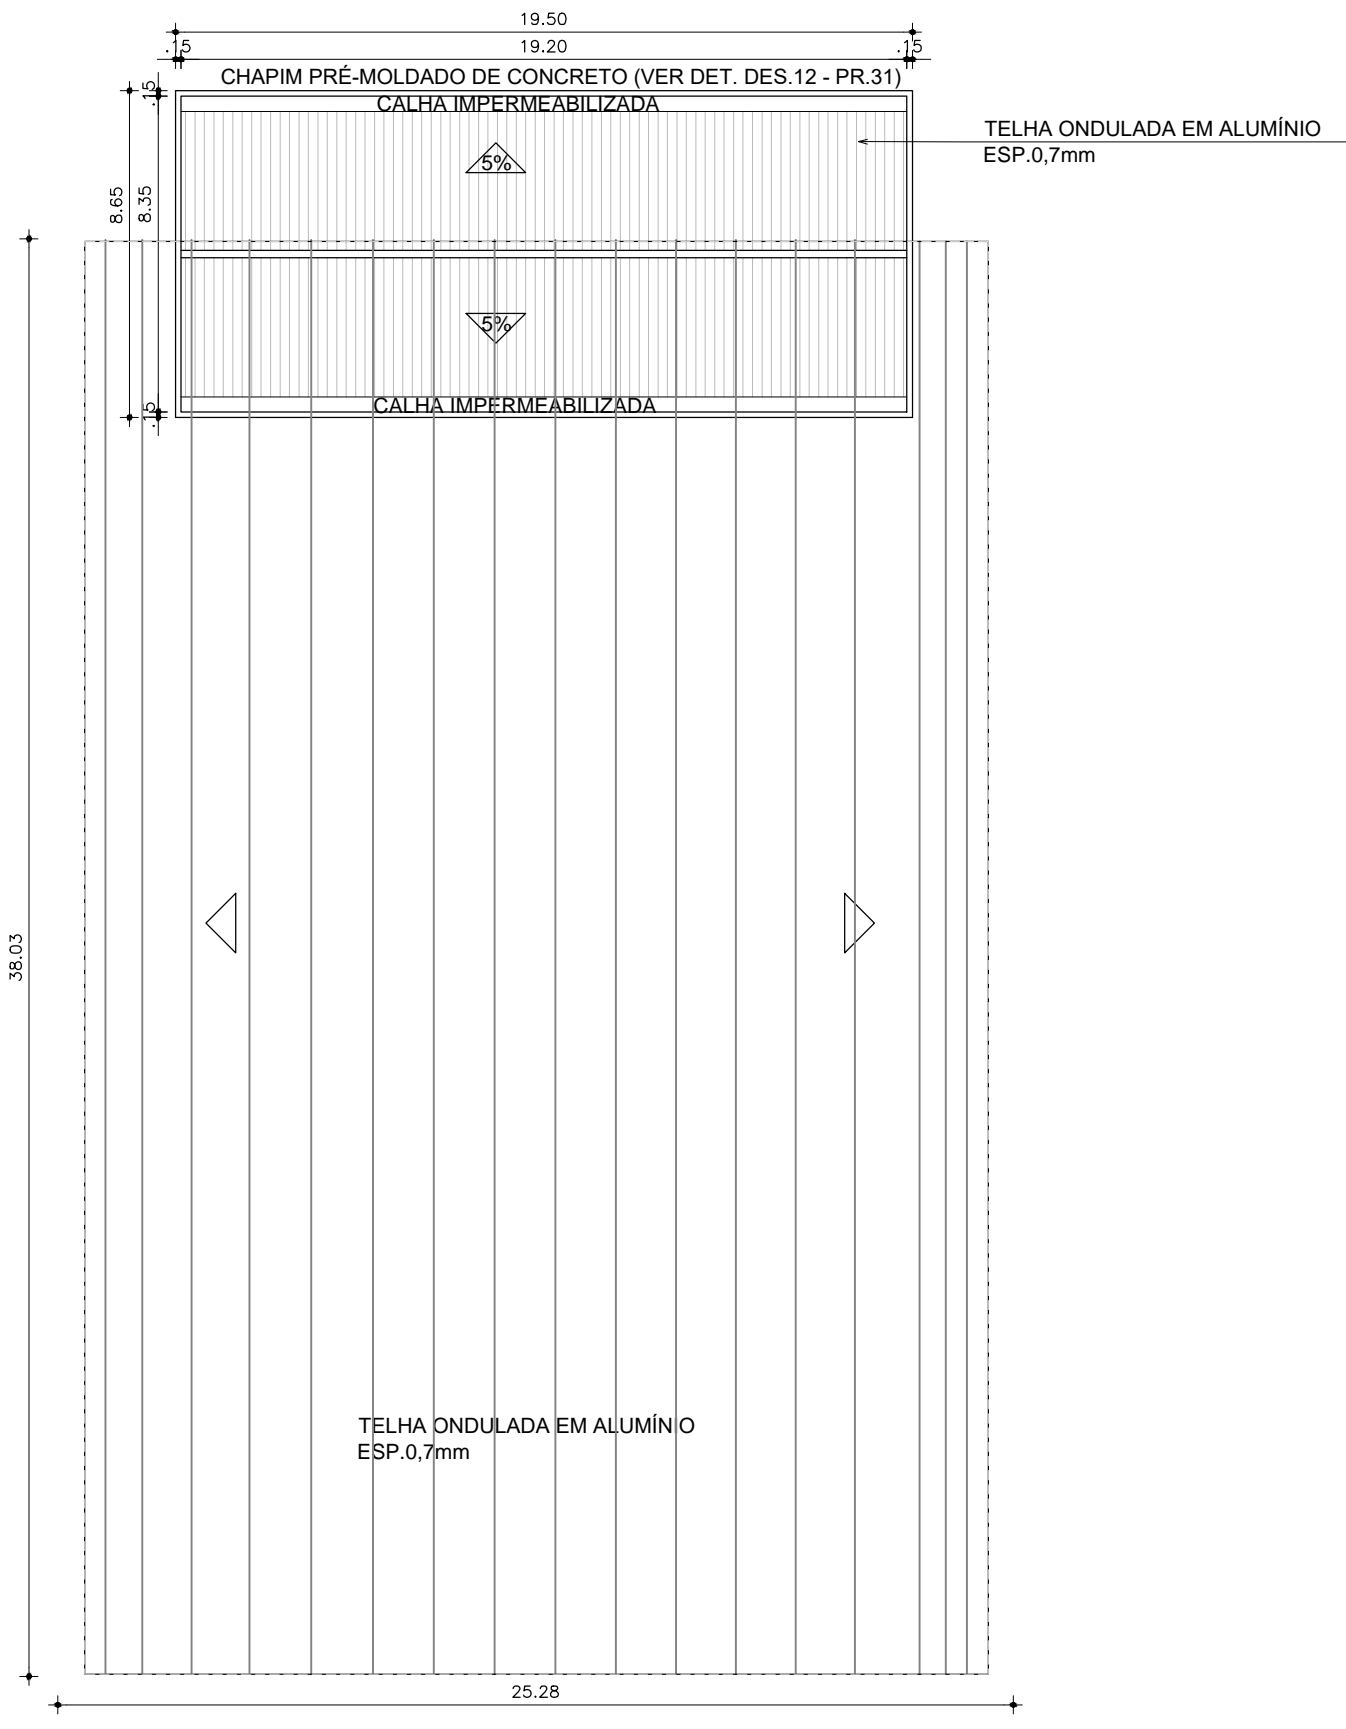 19.50
.15 19.20 .15
CHAPIM PRÉ-MOLDADO DE CONCRETO (VER DET. DES.12 - PR.31)
.15
CALHA IMPERMEABILIZADA
TELHA ONDULADA EM ALUMÍNIO
ESP.0,7mm
5%
8.65
8.35
5%
.15
CALHA IMPERMEABILIZADA
38.03
TELHA ONDULADA EM ALUMÍNIO
ESP.0,7mm
25.28